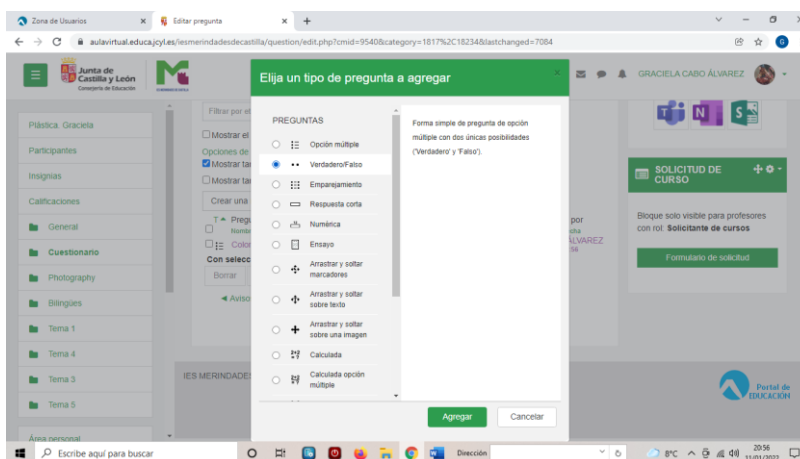 Zona de Usuarios
Editar pregunta
aulavirtual.educa.jcyl.es/iesmerindadesdecastilla/question/edit.php?cmid=9540&category=1817%2C18234&lastchanged=7084
G
Junta de
Castilla y León
Consejería de Educación
GRACIELA CABO ÁLVAREZ
Elija un tipo de pregunta a agregar
PREGUNTAS
Opción múltiple
Verdadero/Falso
Emparejamiento
Respuesta corta
Numérica
Ensayo
Arrastrar y soltar
marcadores
Arrastrar y soltar
sobre texto
Arrastrar y soltar
sobre una imagen
Calculada
Calculada opción
múltiple
Forma simple de pregunta de opción
múltiple con dos únicas posibilidades
('Verdadero' y 'Falso').
Agregar
Cancelar
Plástica. Graciela
Participantes
Insignias
Calificaciones
General
Cuestionario
Photography
Bilingües
Tema 1
Tema 4
Tema 3
Tema 5
Área personal
Filtrar por
Mostrar el
Opciones de
Mostrar
Mostrar
Crear una
T
Con
Borrar
Aviso
por
ÁLVAREZ
IES MERINDADES
SOLICITUD DE
CURSO
Bloque solo visible para profesores
con rol: Solicitante de cursos
Formulario de solicitud
Portal de
EDUCACIÓN
Escribe aquí para buscar
Dirección
8°C
20:56